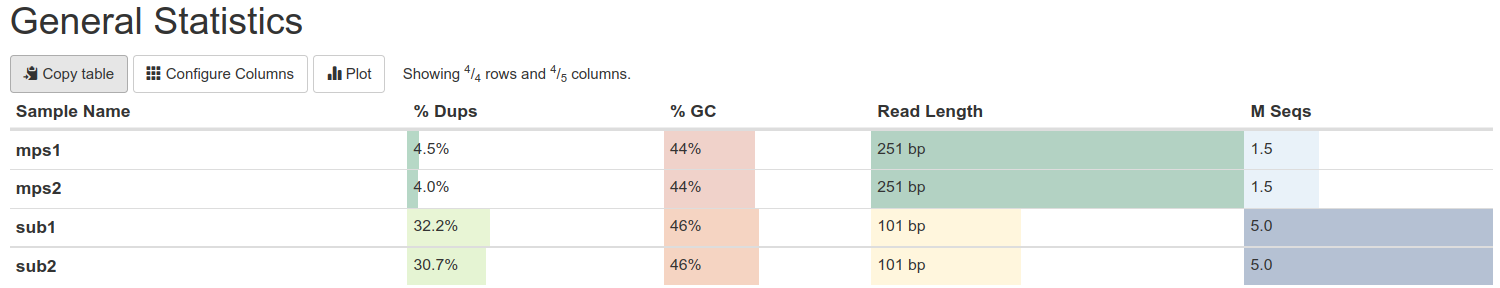 General Statistics
Copy table Configure Columns Plot Showing 4/4 rows and 4/5 columns.
Sample Name % Dups % GC Read Length M Seqs
mps1 4.5% 44% 251 bp 1.5
mps2 4.0% 44% 251 bp 1.5
sub1 32.2% 46% 101 bp 5.0
sub2 30.7% 46% 101 bp 5.0